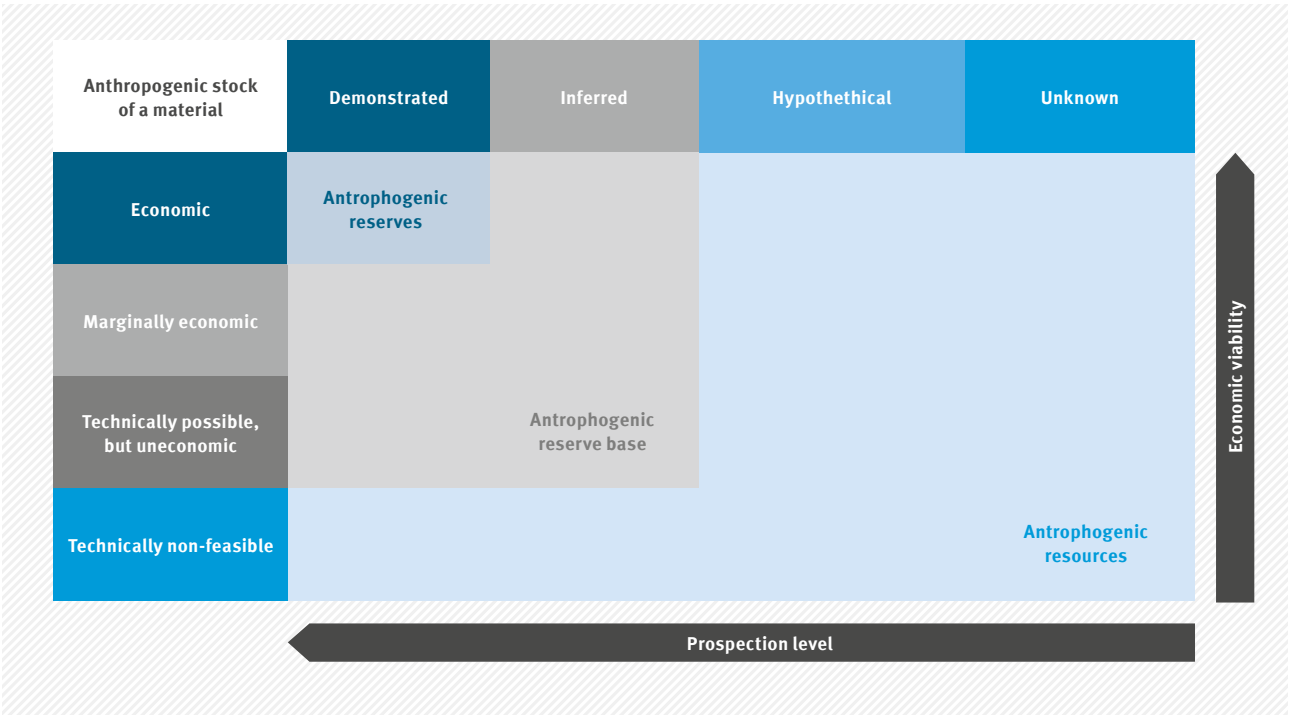 Anthropogenic stock
of a material
Demonstrated
Inferred
Hypothethical
Unknown
Economic
Antrophogenic
reserves
Marginally economic
Technically possible,
but uneconomic
Antrophogenic
reserve base
Technically non-feasible
Antrophogenic
resources
Economic viability
Prospection level